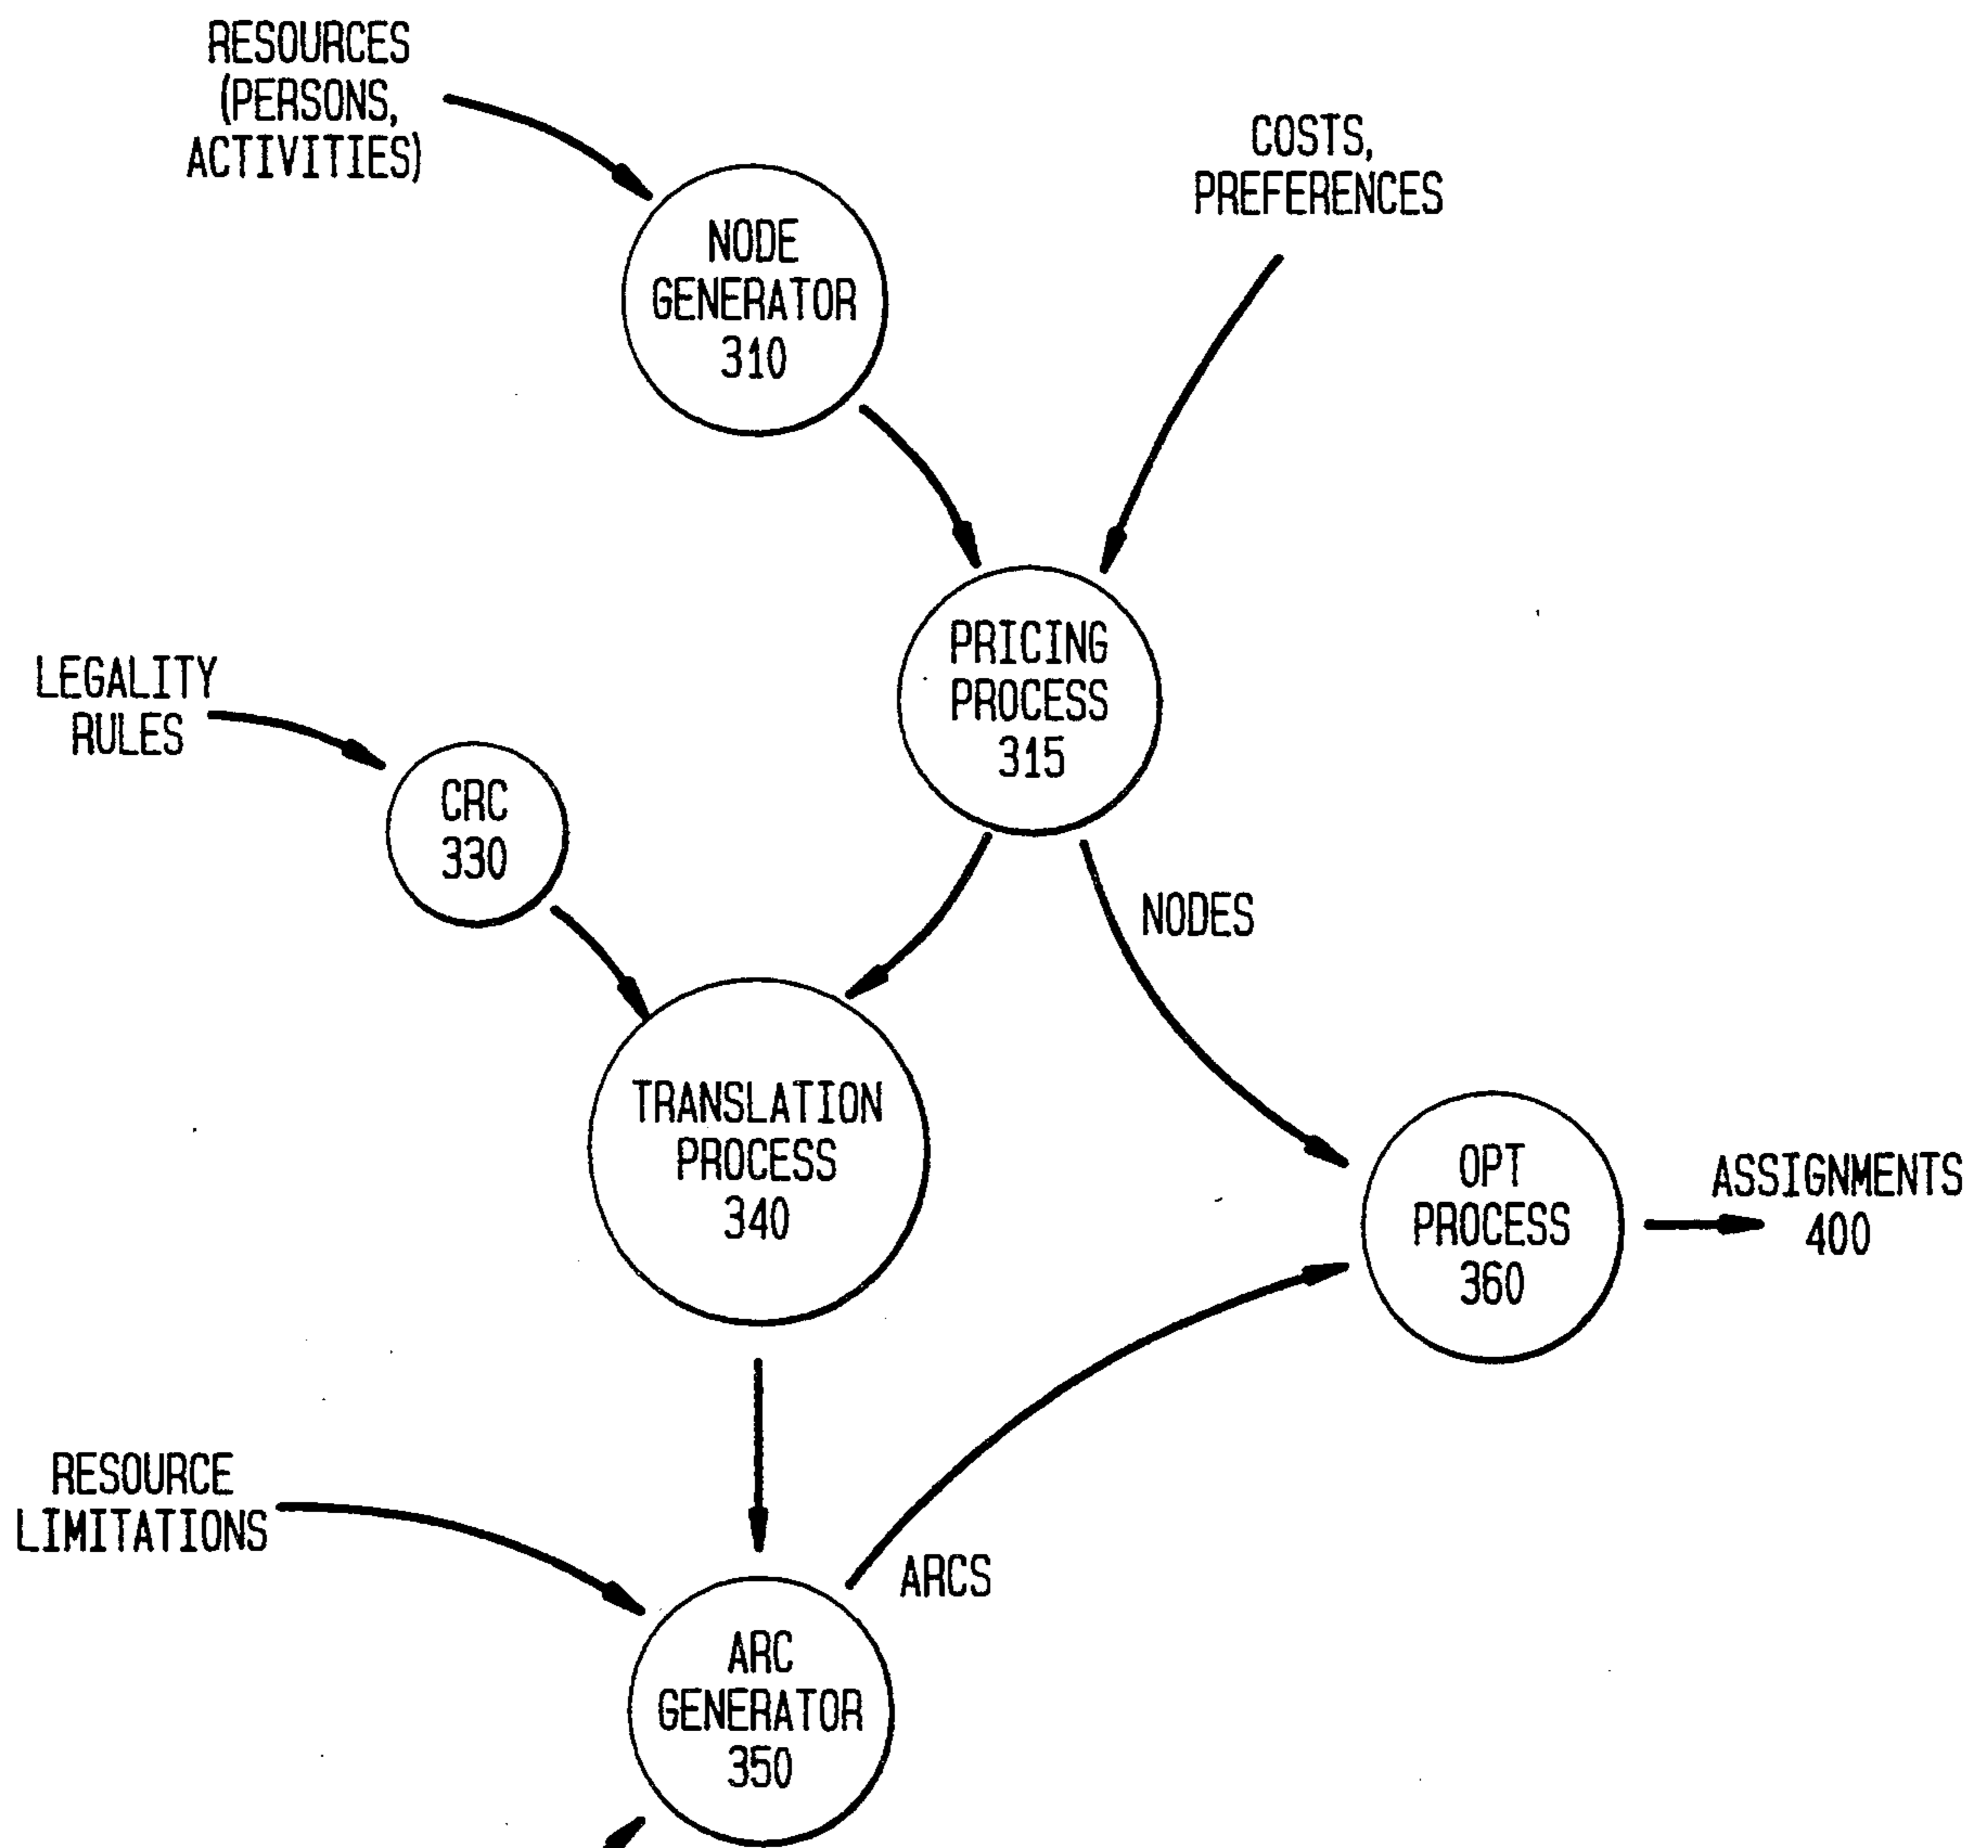 RESOURCES
(PERSONS,
ACTIVITIES)
COSTS,
PREFERENCES
NODE
GENERATOR
310
PRICING
PROCESS
315
LEGALITY
RULES
CRC
330
NODES
TRANSLATION
PROCESS
340
OPT
PROCESS
360
ASSIGNMENTS
400
RESOURCE
LIMITATIONS
ARCS
ARC
GENERATOR
350